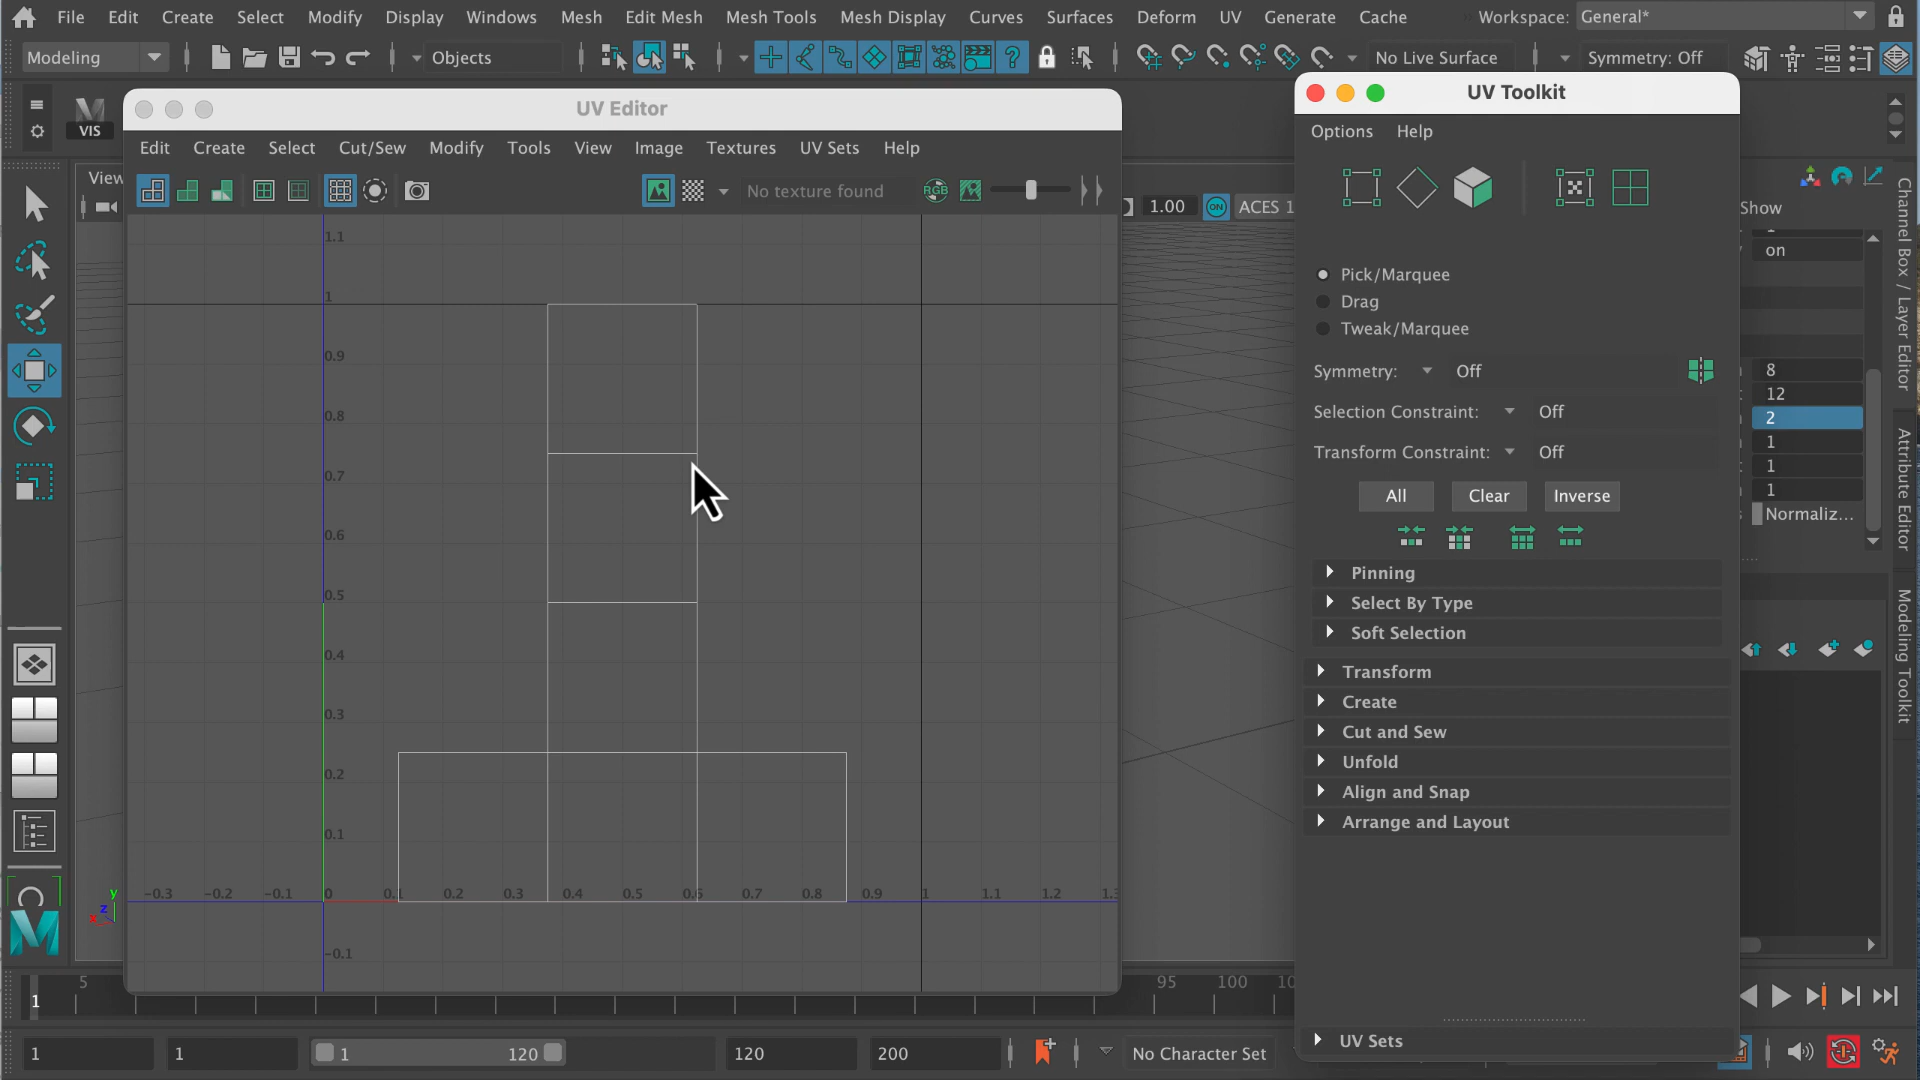 File Edit Create Select Modify Display Windows Mesh Edit Mesh Mesh Tools Mesh Display Curves Surfaces Deform UV Generate Cache Workspace: General*
Modeling Objects No Live Surface Symmetry: Off
UV Editor
UV Toolkit
VIS
Edit Create Select Cut/Sew Modify Tools View Image Textures UV Sets Help
Options Help
View
No texture found RGB
1.00 ON ACES 1
Show
on
1.1
1
0.9
0.8
0.7
0.6
0.5
0.4
0.3
0.2
0.1
-0.3 -0.2 -0.1 0 0.1 0.2 0.3 0.4 0.5 0.6 0.7 0.8 0.9 1 1.1 1.2 1.3
-0.1
Pick/Marquee
Drag
Tweak/Marquee
Symmetry: Off
Selection Constraint: Off
Transform Constraint: Off
All Clear Inverse
Pinning
Select By Type
Soft Selection
Transform
Create
Cut and Sew
Unfold
Align and Snap
Arrange and Layout
UV Sets
8
12
2
1
1
1
Normaliz...
Channel Box / Layer Editor
Attribute Editor
Modeling Toolkit
y
z
x
M
1 5 95 100 10
1 1 1 120 120 200 No Character Set